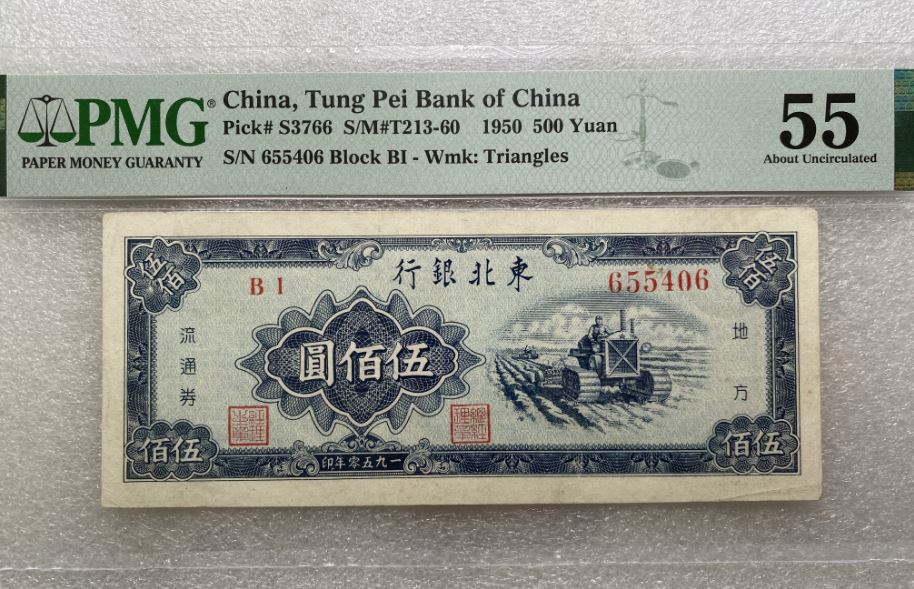 PMG®
PAPER MONEY GUARANTY
China, Tung Pei Bank of China
Pick# S3766 S/M#T213-60 1950 500 Yuan
S/N 655406 Block BI - Wmk: Triangles
55
About Uncirculated
伍佰
伍佰
東北銀行
B I
655406
地方
流通券
伍佰圓
伍佰
伍佰
一九五零年印